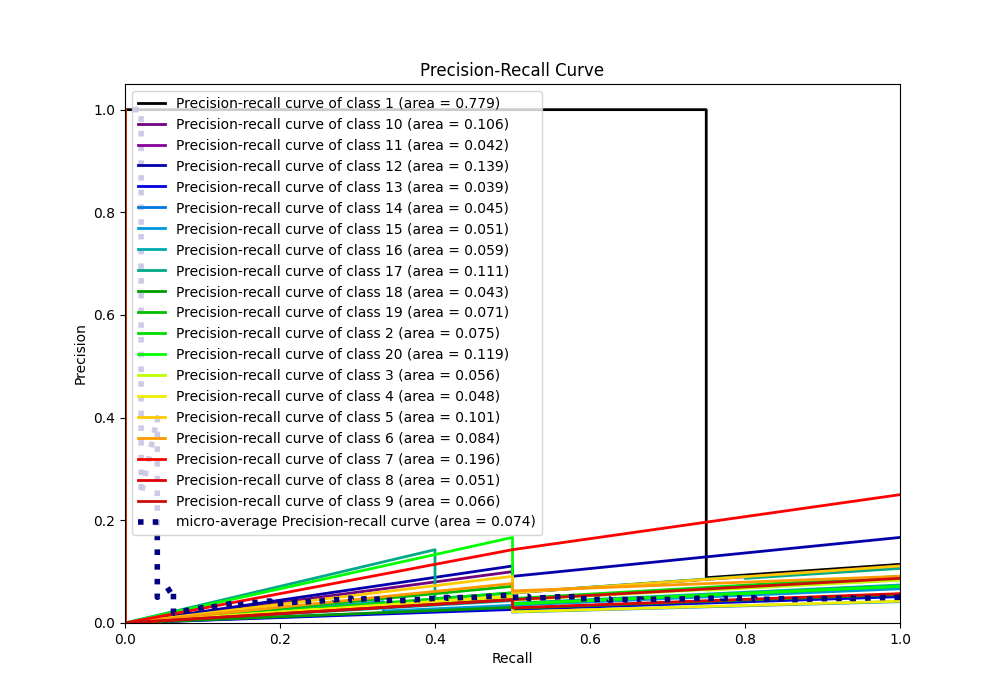 Precision-Recall Curve
1.0
0.8
0.6
0.4
0.2
0.0
Precision
Precision-recall curve of class 1 (area = 0.779)
Precision-recall curve of class 10 (area = 0.106)
Precision-recall curve of class 11 (area = 0.042)
Precision-recall curve of class 12 (area = 0.139)
Precision-recall curve of class 13 (area = 0.039)
Precision-recall curve of class 14 (area = 0.045)
Precision-recall curve of class 15 (area = 0.051)
Precision-recall curve of class 16 (area = 0.059)
Precision-recall curve of class 17 (area = 0.111)
Precision-recall curve of class 18 (area = 0.043)
Precision-recall curve of class 19 (area = 0.071)
Precision-recall curve of class 2 (area = 0.075)
Precision-recall curve of class 20 (area = 0.119)
Precision-recall curve of class 3 (area = 0.056)
Precision-recall curve of class 4 (area = 0.048)
Precision-recall curve of class 5 (area = 0.101)
Precision-recall curve of class 6 (area = 0.084)
Precision-recall curve of class 7 (area = 0.196)
Precision-recall curve of class 8 (area = 0.051)
Precision-recall curve of class 9 (area = 0.066)
micro-average Precision-recall curve (area = 0.074)
0.0 0.2 0.4 0.6 0.8 1.0
Recall